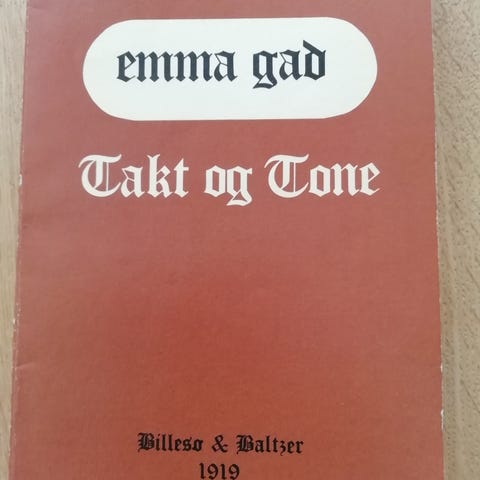 emma gad
Takt og Tone
Billesø & Baltzer
1919